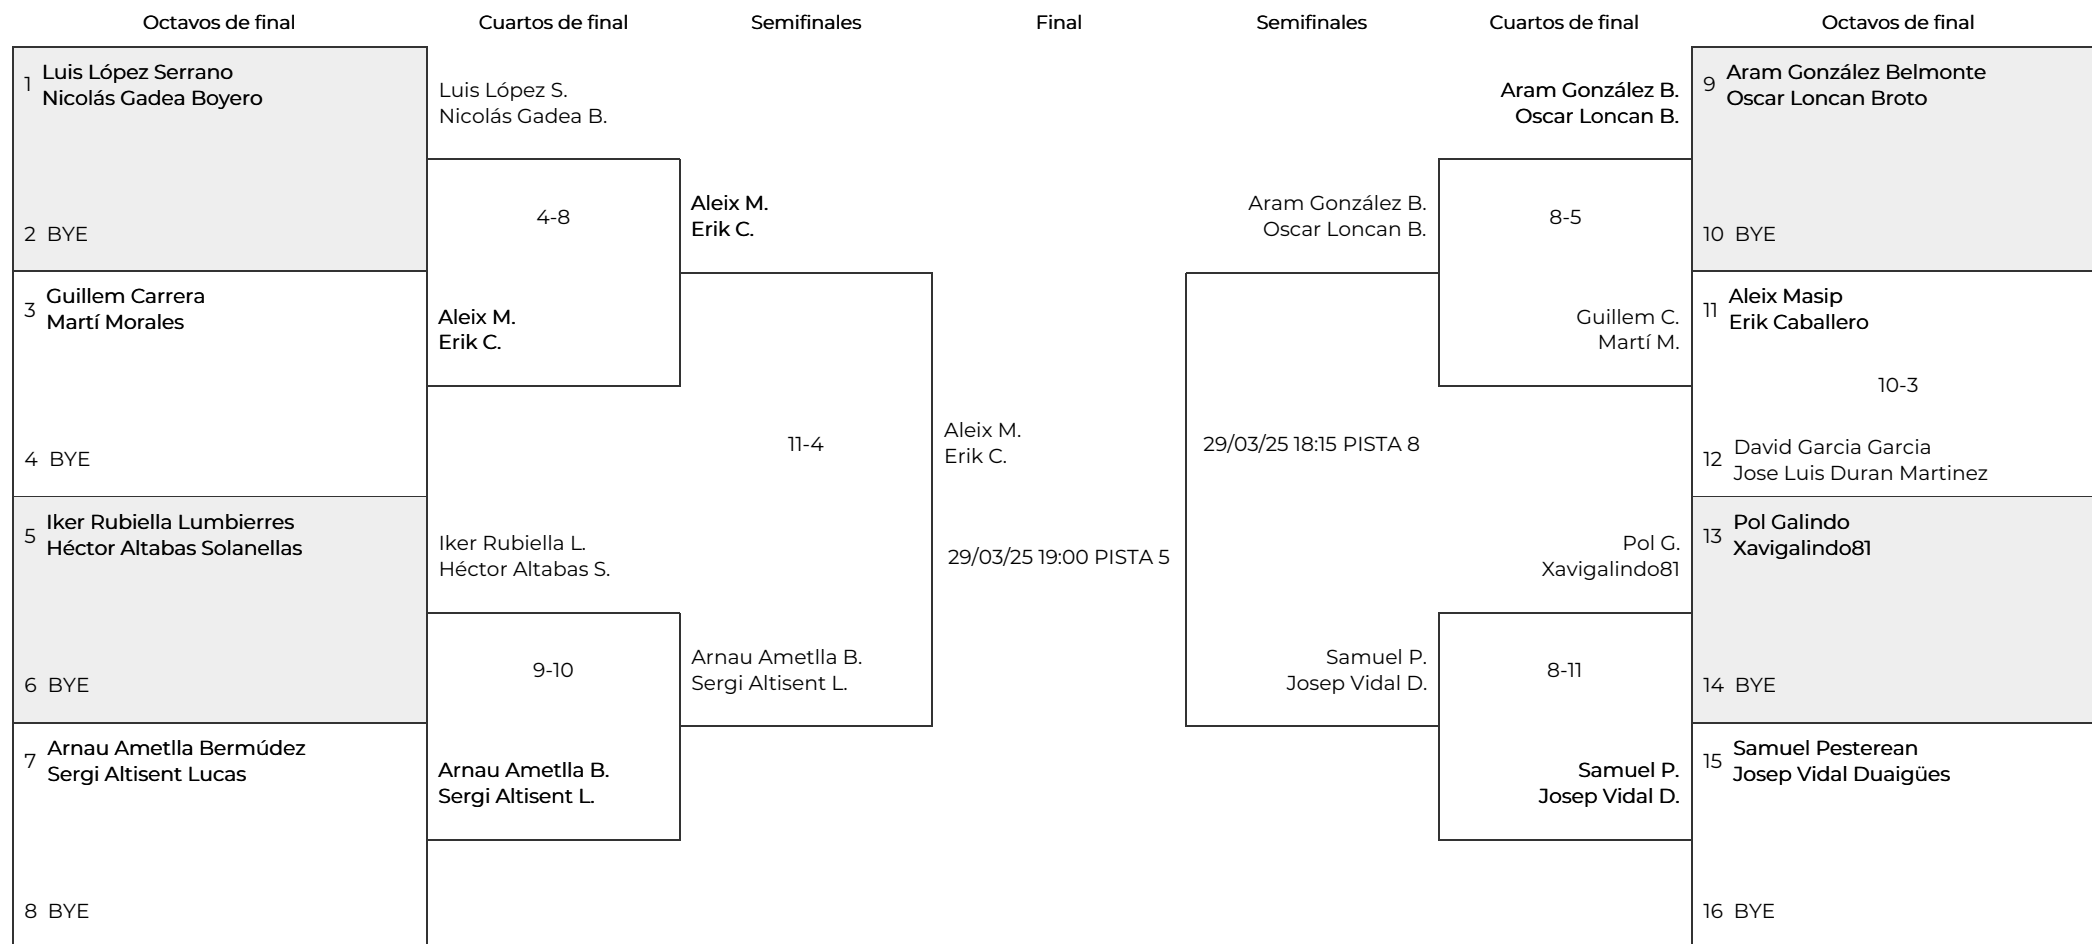 Octavos de final
Cuartos de final
Semifinales
Final
Semifinales
Cuartos de final
Octavos de final
1 Luis López Serrano
Nicolás Gadea Boyero
2 BYE
3 Guillem Carrera
Martí Morales
4 BYE
5 Iker Rubiella Lumbierres
Héctor Altabas Solanellas
6 BYE
7 Arnau Ametlla Bermúdez
Sergi Altisent Lucas
8 BYE
Luis López S.
Nicolás Gadea B.
4-8
Aleix M.
Erik C.
Iker Rubiella L.
Héctor Altabas S.
9-10
Arnau Ametlla B.
Sergi Altisent L.
Aleix M.
Erik C.
11-4
Arnau Ametlla B.
Sergi Altisent L.
Aleix M.
Erik C.
29/03/25 19:00 PISTA 5
Aram González B.
Oscar Loncan B.
29/03/25 18:15 PISTA 8
Samuel P.
Josep Vidal D.
Aram González B.
Oscar Loncan B.
8-5
Guillem C.
Martí M.
Pol G.
Xavigalindo81
8-11
Samuel P.
Josep Vidal D.
9 Aram González Belmonte
Oscar Loncan Broto
10 BYE
11 Aleix Masip
Erik Caballero
10-3
12 David Garcia Garcia
Jose Luis Duran Martinez
13 Pol Galindo
Xavigalindo81
14 BYE
15 Samuel Pesterean
Josep Vidal Duaigües
16 BYE